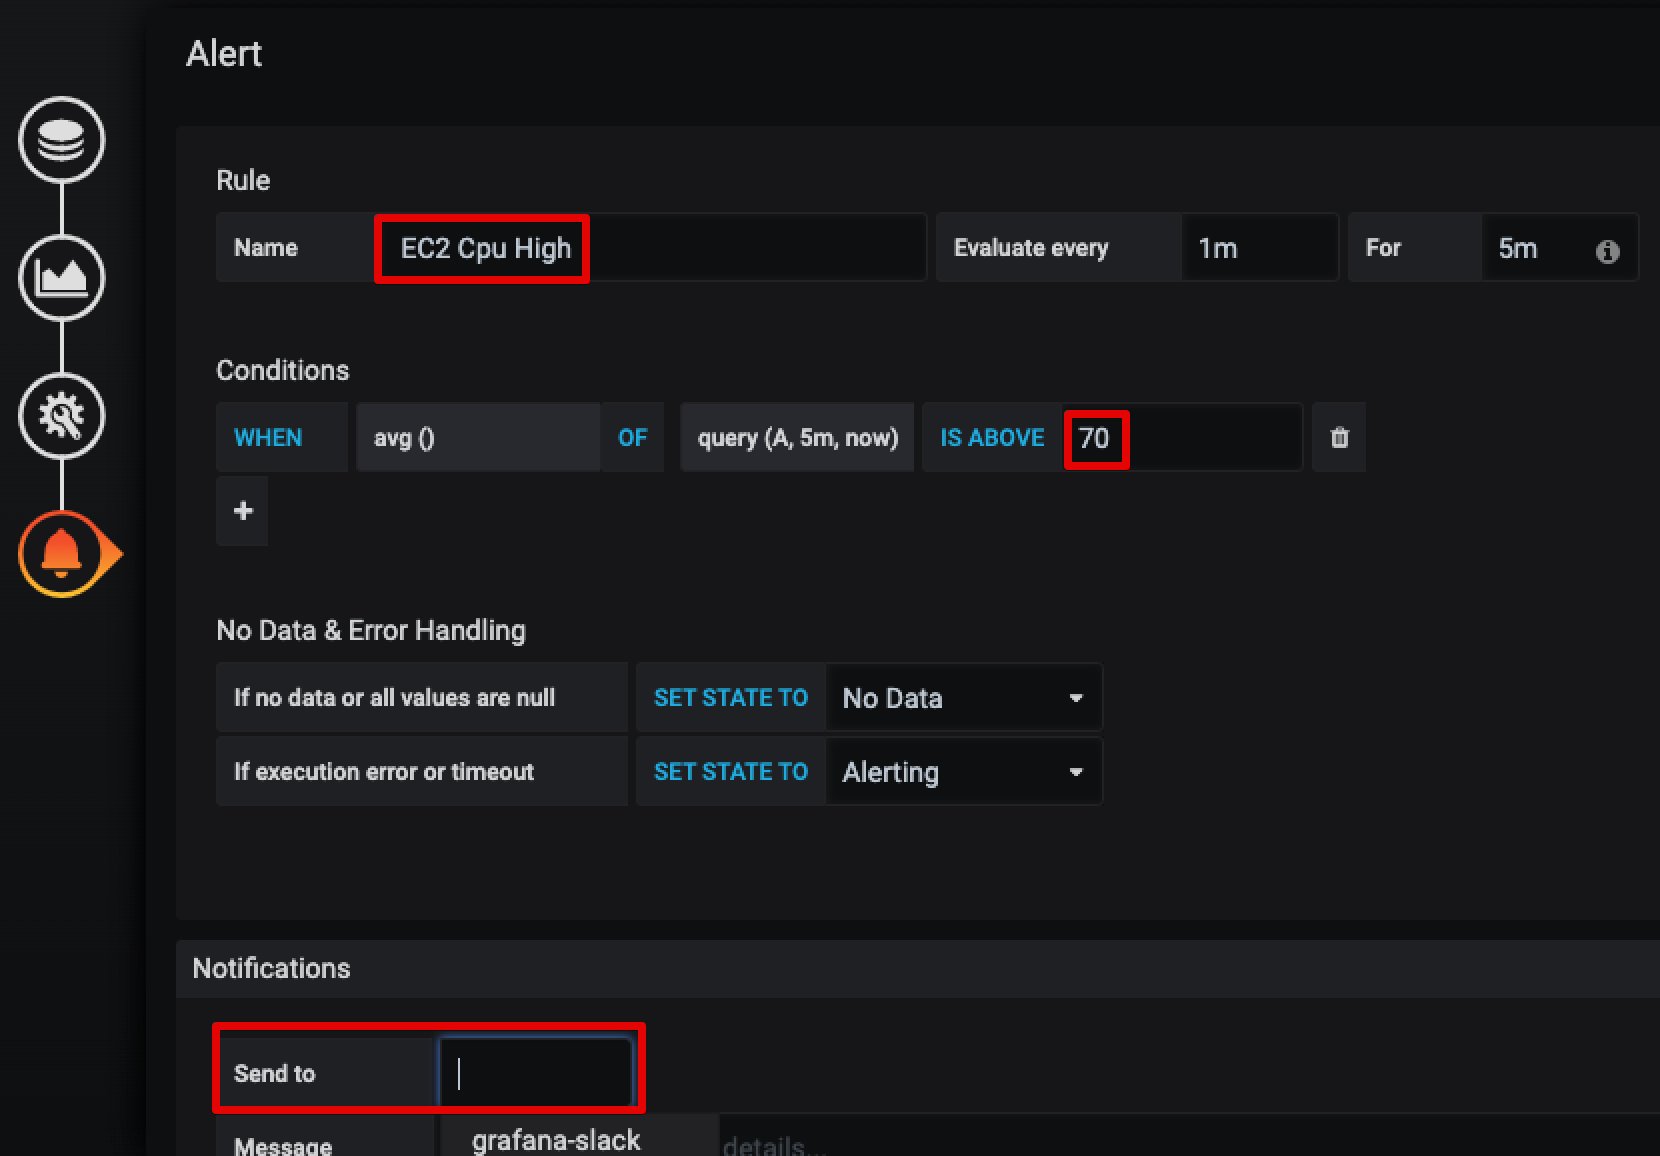 Alert
Rule
Name EC2 Cpu High Evaluate every 1m For 5m
Conditions
WHEN avg () OF query (A, 5m, now) IS ABOVE 70
+
No Data & Error Handling
If no data or all values are null SET STATE TO No Data
If execution error or timeout SET STATE TO Alerting
Notifications
Send to
Message grafana-slack details...